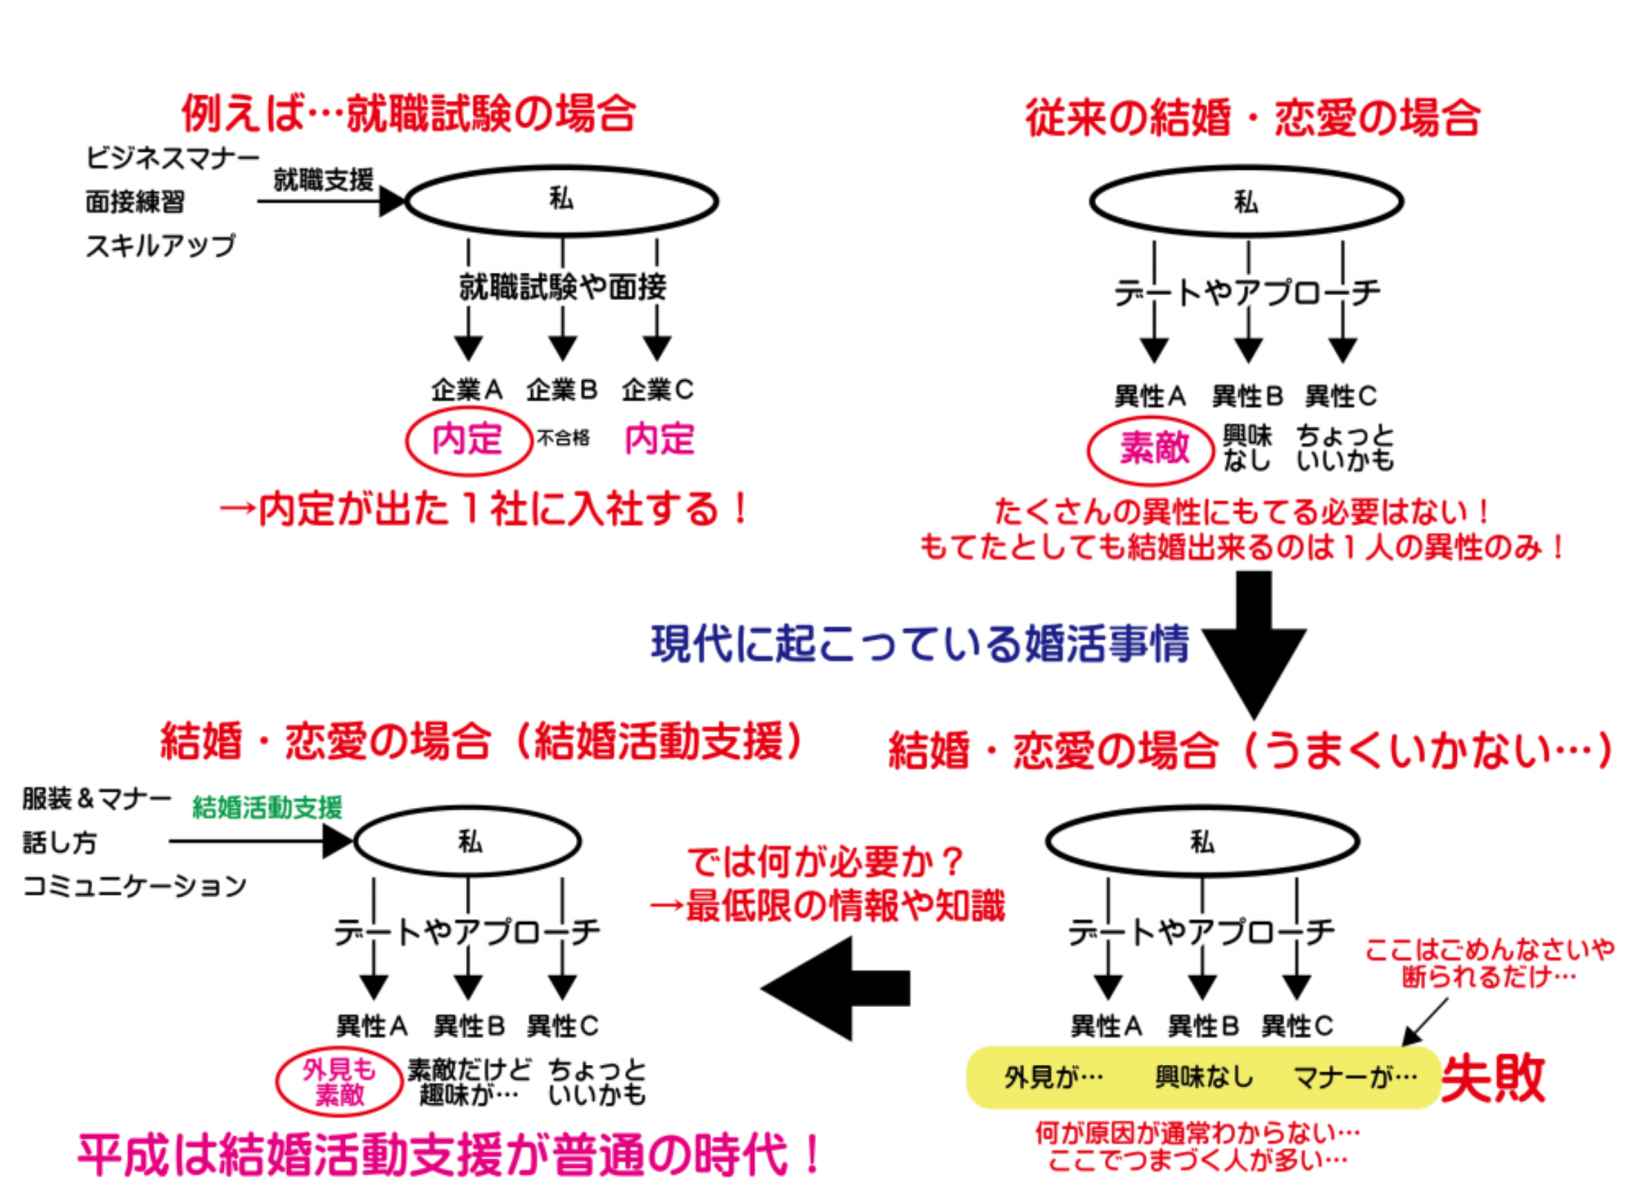 例えば…就職試験の場合
ビジネスマナー
面接練習
スキルアップ
就職支援
私
就職試験や面接
企業A 企業B 企業C
内定 不合格 内定
→内定が出た1社に入社する！
従来の結婚・恋愛の場合
私
デートやアプローチ
異性A 異性B 異性C
素敵
興味
なし
ちょっと
いいかも
たくさんの異性にもてる必要はない！
もてたとしても結婚出来るのは1人の異性のみ！
現代に起こっている婚活事情
結婚・恋愛の場合（うまくいかない…）
私
デートやアプローチ
ここはごめんなさいや
断られるだけ…
異性A 異性B 異性C
外見が… 興味なし マナーが…
失敗
何が原因が通常わからない…
ここでつまづく人が多い…
では何が必要か？
→最低限の情報や知識
結婚・恋愛の場合（結婚活動支援）
服装＆マナー
話し方
コミュニケーション
結婚活動支援
私
デートやアプローチ
異性A 異性B 異性C
外見も
素敵
素敵だけど
趣味が…
ちょっと
いいかも
平成は結婚活動支援が普通の時代！